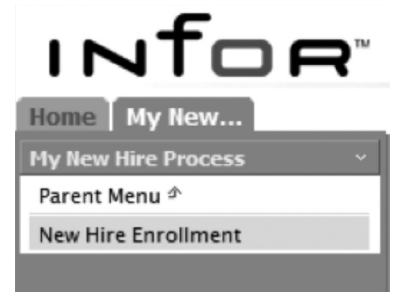 INFOR™
Home My New...
My New Hire Process
Parent Menu
New Hire Enrollment